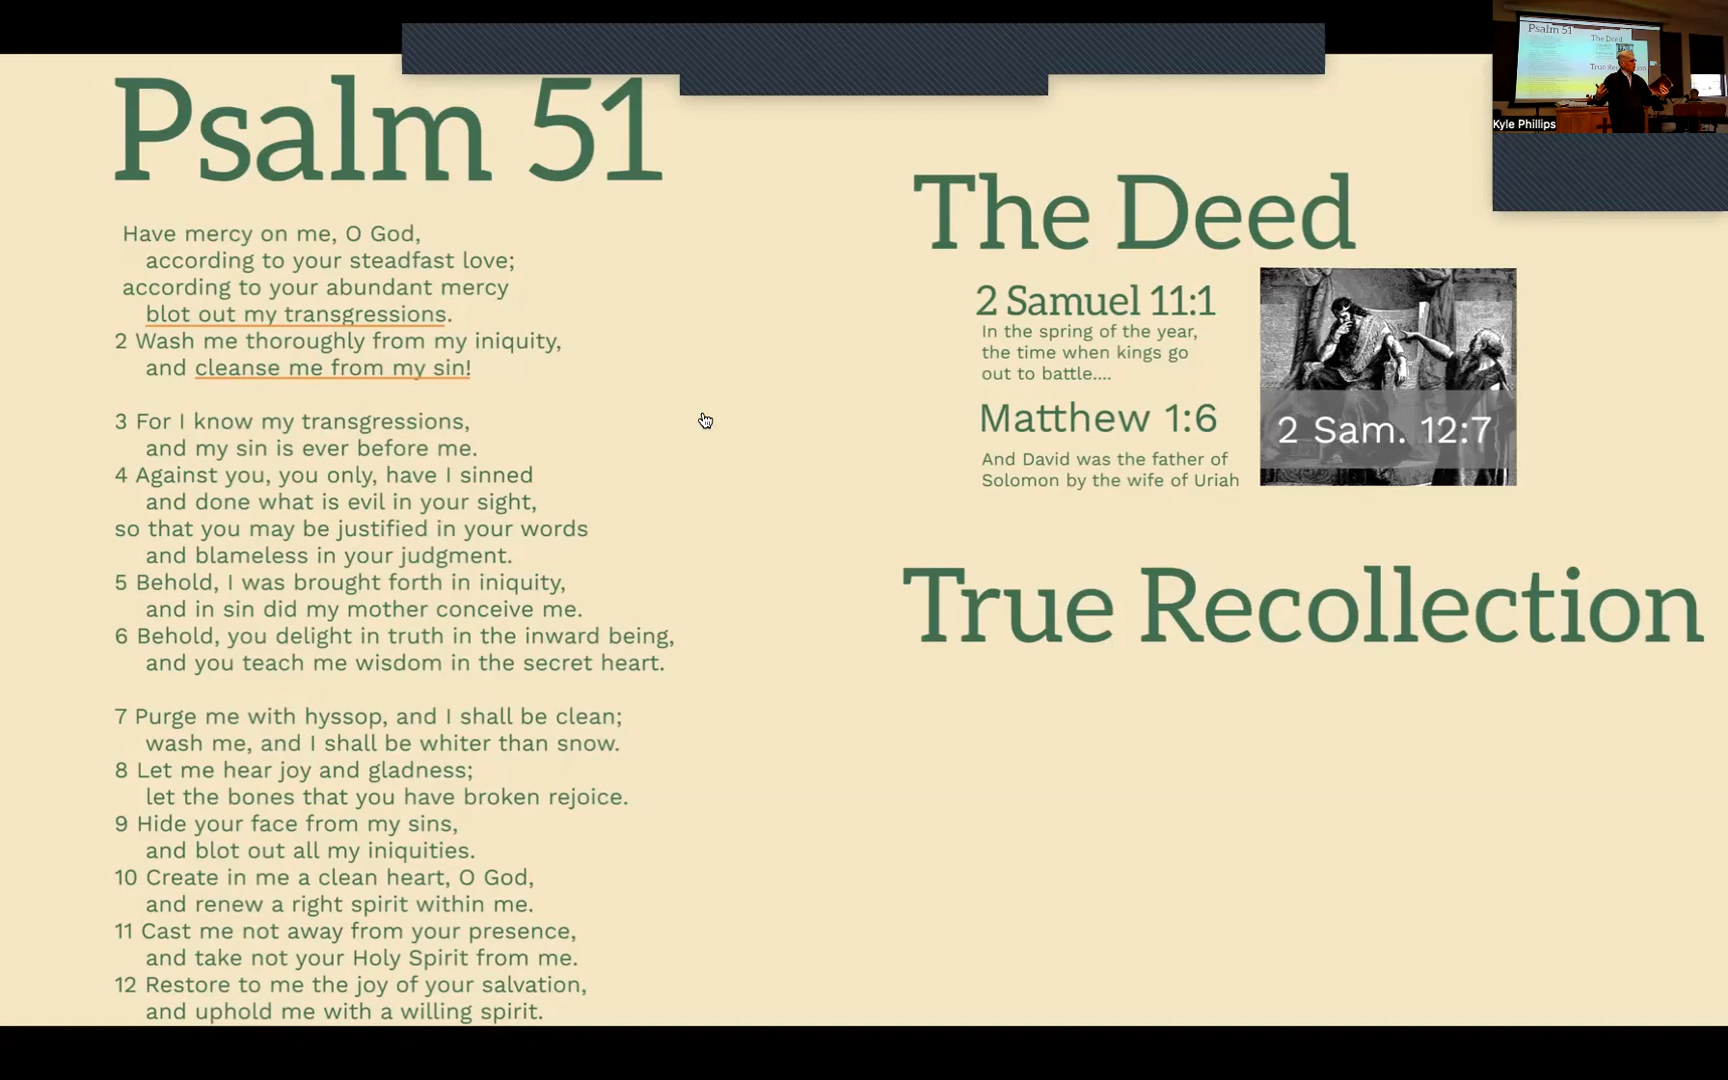 Psalm 51
Have mercy on me, O God,
according to your steadfast love;
according to your abundant mercy
blot out my transgressions.
2 Wash me thoroughly from my iniquity,
and cleanse me from my sin!
3 For I know my transgressions,
and my sin is ever before me.
4 Against you, you only, have I sinned
and done what is evil in your sight,
so that you may be justified in your words
and blameless in your judgment.
5 Behold, I was brought forth in iniquity,
and in sin did my mother conceive me.
6 Behold, you delight in truth in the inward being,
and you teach me wisdom in the secret heart.
7 Purge me with hyssop, and I shall be clean;
wash me, and I shall be whiter than snow.
8 Let me hear joy and gladness;
let the bones that you have broken rejoice.
9 Hide your face from my sins,
and blot out all my iniquities.
10 Create in me a clean heart, O God,
and renew a right spirit within me.
11 Cast me not away from your presence,
and take not your Holy Spirit from me.
12 Restore to me the joy of your salvation,
and uphold me with a willing spirit.
The Deed
2 Samuel 11:1
In the spring of the year,
the time when kings go
out to battle....
Matthew 1:6
And David was the father of
Solomon by the wife of Uriah
2 Sam. 12:7
True Recollection
Psalm 51
The Deed
Kyle Phillips